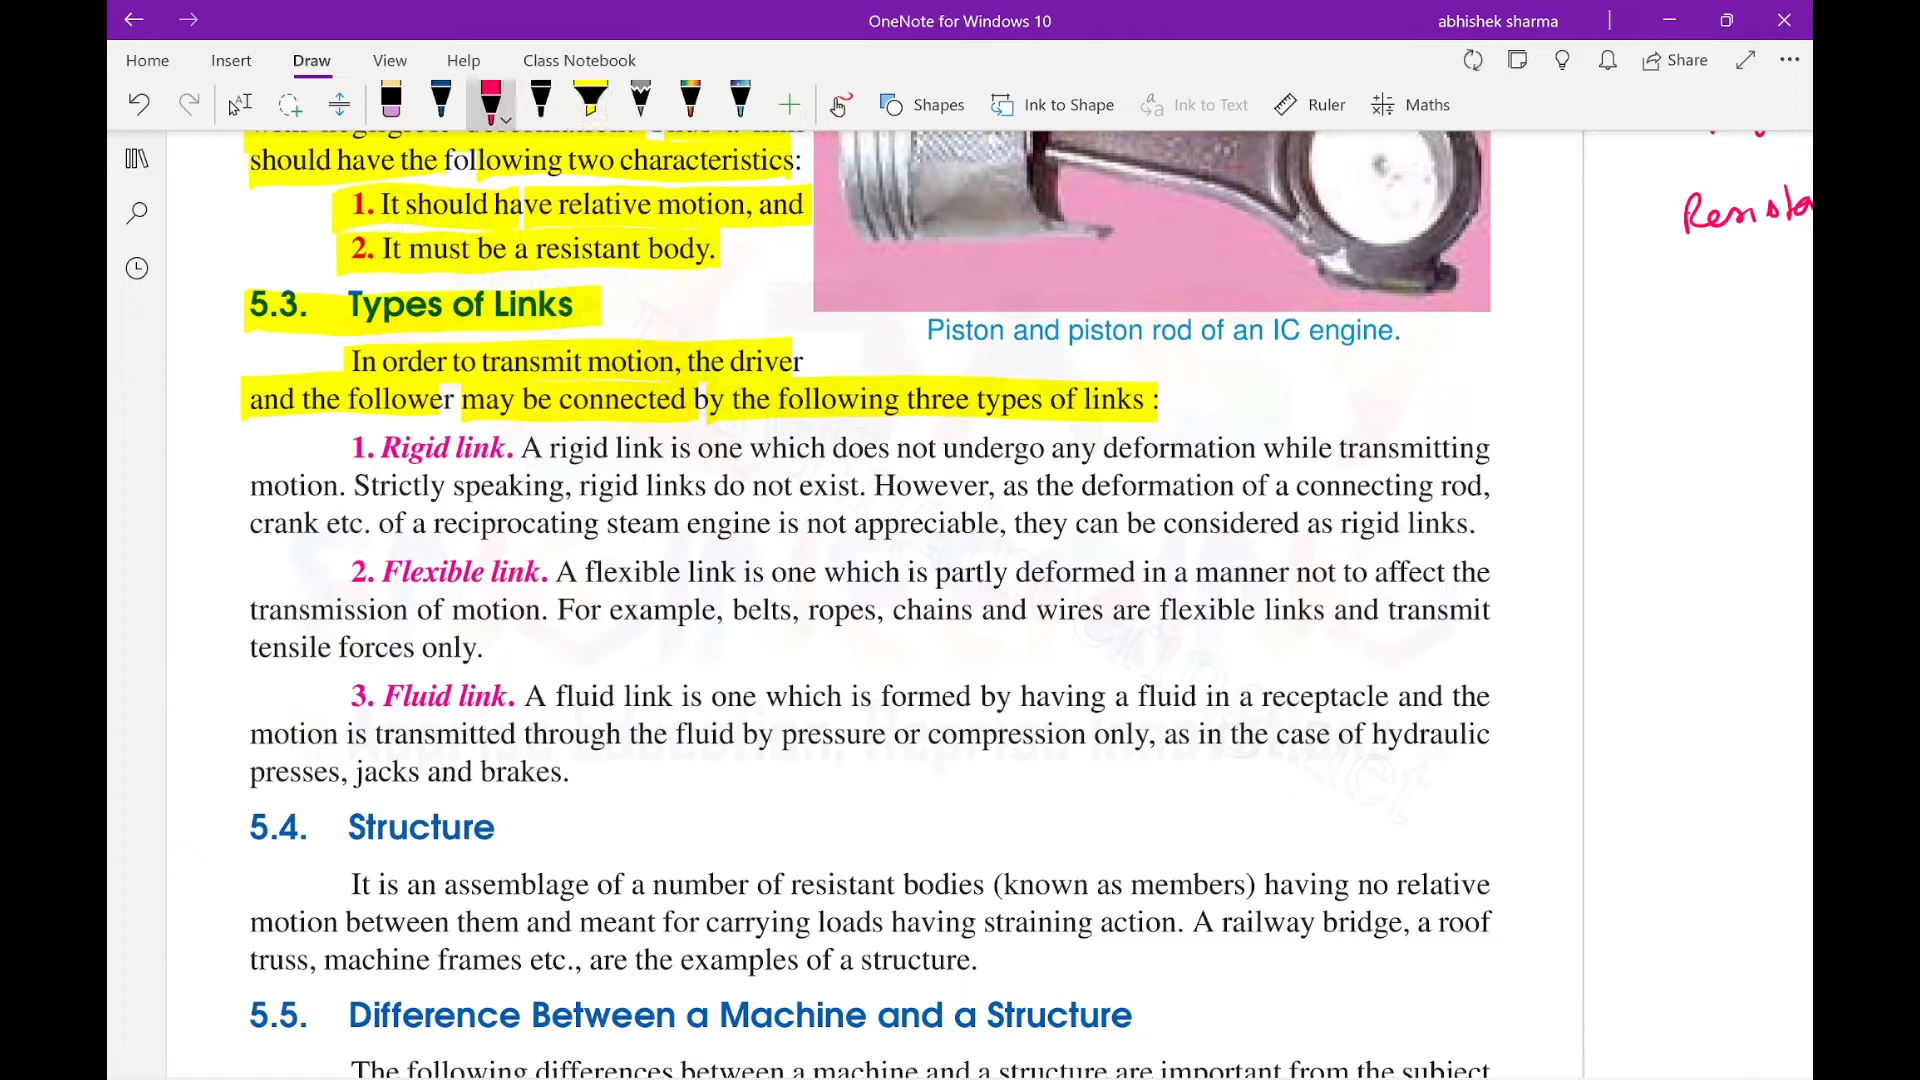 OneNote for Windows 10
abhishek sharma
Home Insert Draw View Help Class Notebook
Share
Shapes Ink to Shape Ink to Text Ruler Maths
should have the following two characteristics:
1. It should have relative motion, and
2. It must be a resistant body.
Piston and piston rod of an IC engine.
5.3. Types of Links
In order to transmit motion, the driver
and the follower may be connected by the following three types of links :
1. Rigid link. A rigid link is one which does not undergo any deformation while transmitting
motion. Strictly speaking, rigid links do not exist. However, as the deformation of a connecting rod,
crank etc. of a reciprocating steam engine is not appreciable, they can be considered as rigid links.
2. Flexible link. A flexible link is one which is partly deformed in a manner not to affect the
transmission of motion. For example, belts, ropes, chains and wires are flexible links and transmit
tensile forces only.
3. Fluid link. A fluid link is one which is formed by having a fluid in a receptacle and the
motion is transmitted through the fluid by pressure or compression only, as in the case of hydraulic
presses, jacks and brakes.
5.4. Structure
It is an assemblage of a number of resistant bodies (known as members) having no relative
motion between them and meant for carrying loads having straining action. A railway bridge, a roof
truss, machine frames etc., are the examples of a structure.
5.5. Difference Between a Machine and a Structure
The following differences between a machine and a structure are important from the subject